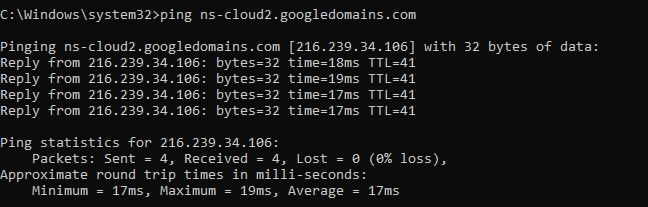 C:\Windows\system32>ping ns-cloud2.googledomains.com
Pinging ns-cloud2.googledomains.com [216.239.34.106] with 32 bytes of data:
Reply from 216.239.34.106: bytes=32 time=18ms TTL=41
Reply from 216.239.34.106: bytes=32 time=19ms TTL=41
Reply from 216.239.34.106: bytes=32 time=17ms TTL=41
Reply from 216.239.34.106: bytes=32 time=17ms TTL=41
Ping statistics for 216.239.34.106:
    Packets: Sent = 4, Received = 4, Lost = 0 (0% loss),
Approximate round trip times in milli-seconds:
    Minimum = 17ms, Maximum = 19ms, Average = 17ms